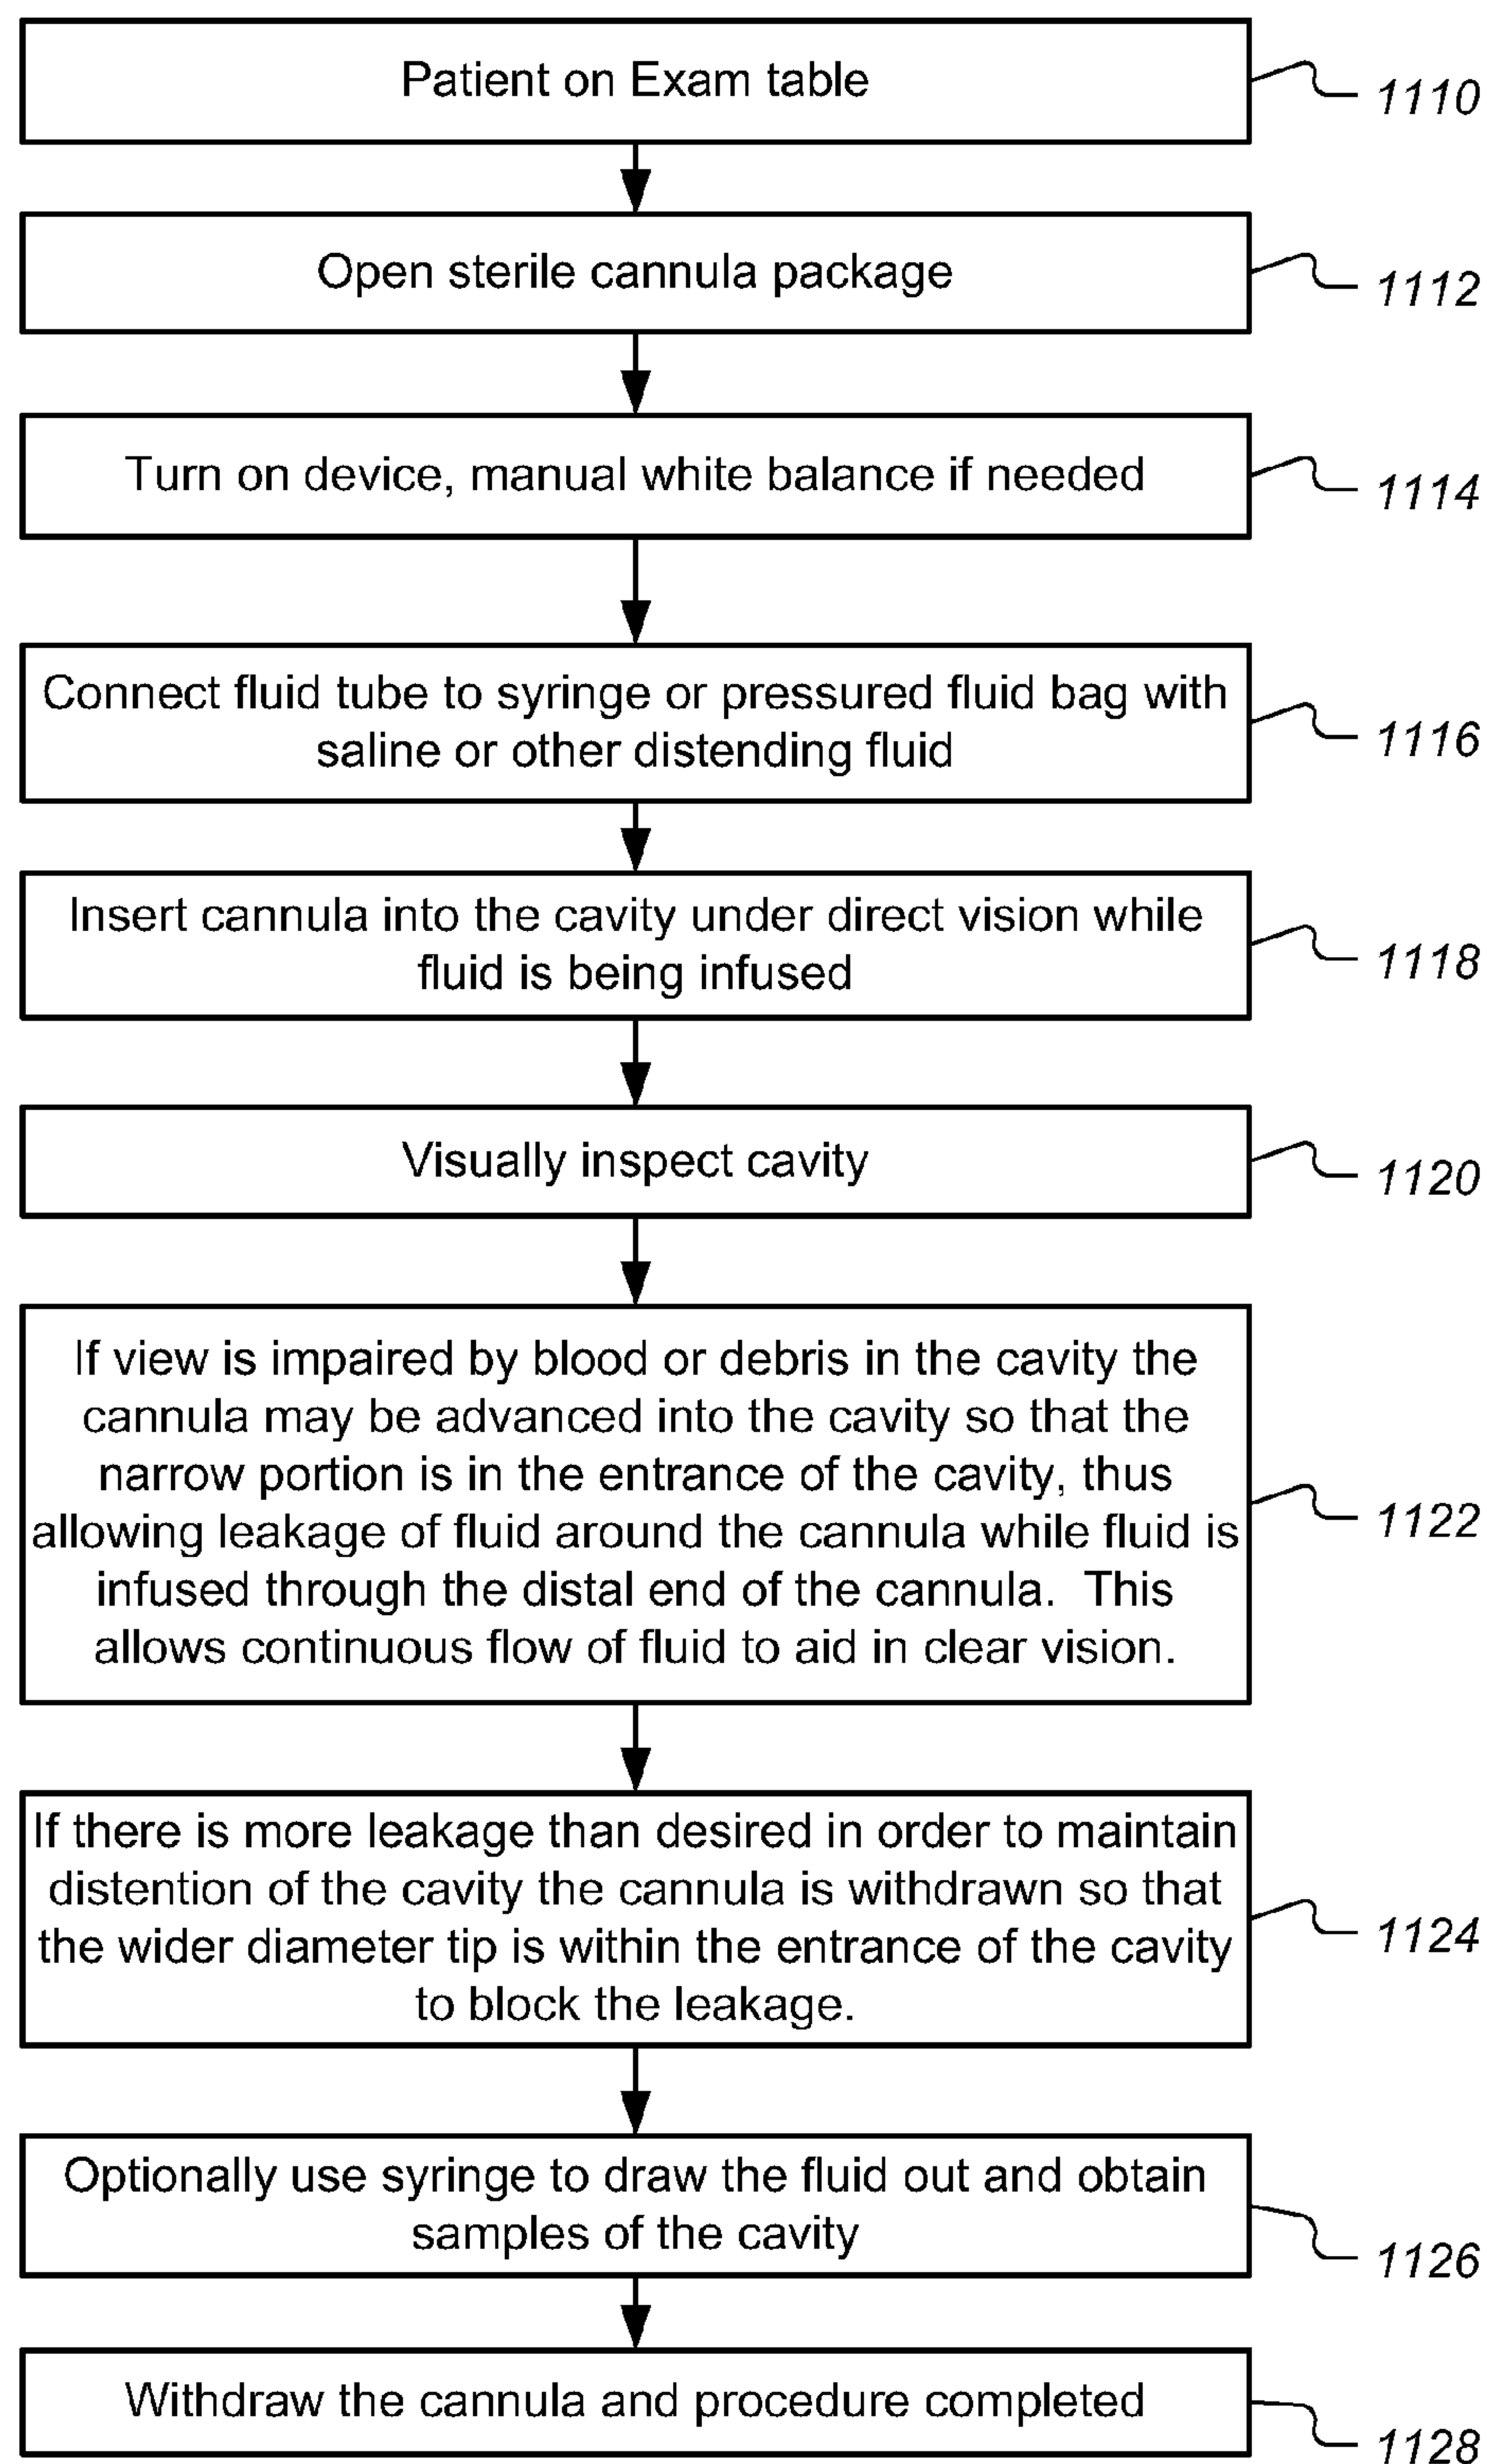 Patient on Exam table
1110
Open sterile cannula package
1112
Turn on device, manual white balance if needed
1114
Connect fluid tube to syringe or pressured fluid bag with
saline or other distending fluid
1116
Insert cannula into the cavity under direct vision while
fluid is being infused
1118
Visually inspect cavity
1120
If view is impaired by blood or debris in the cavity the
cannula may be advanced into the cavity so that the
narrow portion is in the entrance of the cavity, thus
allowing leakage of fluid around the cannula while fluid is
infused through the distal end of the cannula.  This
allows continuous flow of fluid to aid in clear vision.
1122
If there is more leakage than desired in order to maintain
distention of the cavity the cannula is withdrawn so that
the wider diameter tip is within the entrance of the cavity
to block the leakage.
1124
Optionally use syringe to draw the fluid out and obtain
samples of the cavity
1126
Withdraw the cannula and procedure completed
1128